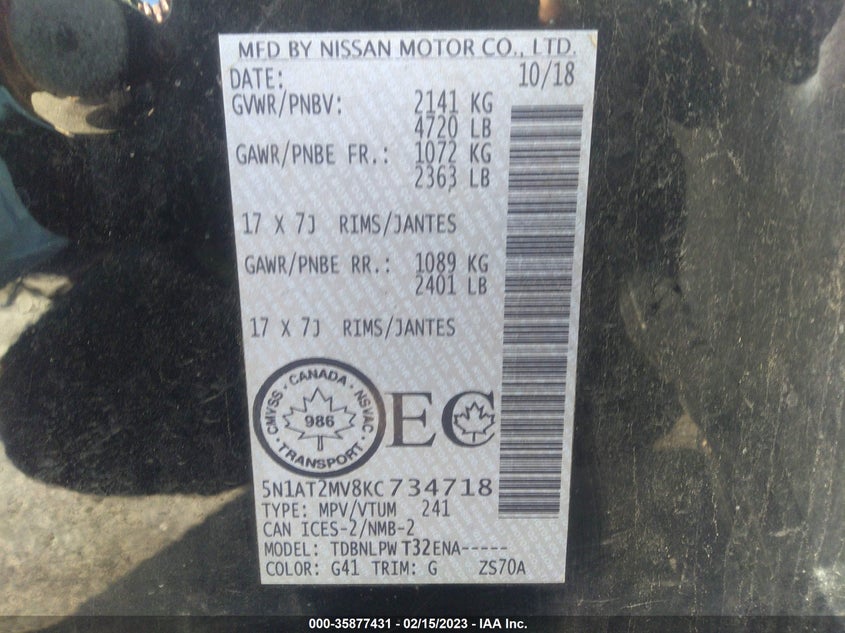 MFD BY NISSAN MOTOR CO., LTD.
DATE: 10/18
GVWR/PNBV: 2141 KG
4720 LB
GAWR/PNBE FR.: 1072 KG
2363 LB
17 X 7J RIMS/JANTES
GAWR/PNBE RR.: 1089 KG
2401 LB
17 X 7J RIMS/JANTES
CMVSS · CANADA · NSVAC
986
· TRANSPORT ·
EC
5N1AT2MV8KC734718
TYPE: MPV/VTUM 241
CAN ICES-2/NMB-2
MODEL: TDBNLPW T32ENA-----
COLOR: G41 TRIM: G ZS70A
000-35877431 - 02/15/2023 - IAA Inc.